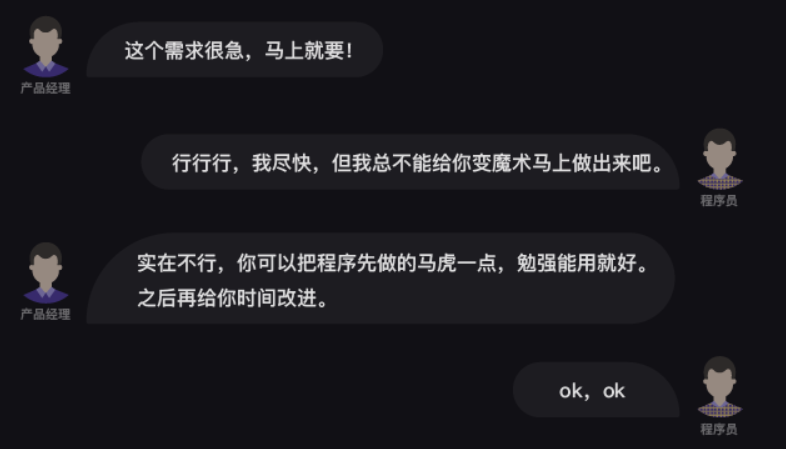 这个需求很急，马上就要！
产品经理
行行行，我尽快，但我总不能给你变魔术马上做出来吧。
程序员
实在不行，你可以把程序先做的马虎一点，勉强能用就好。
之后再给你时间改进。
产品经理
ok，ok
程序员